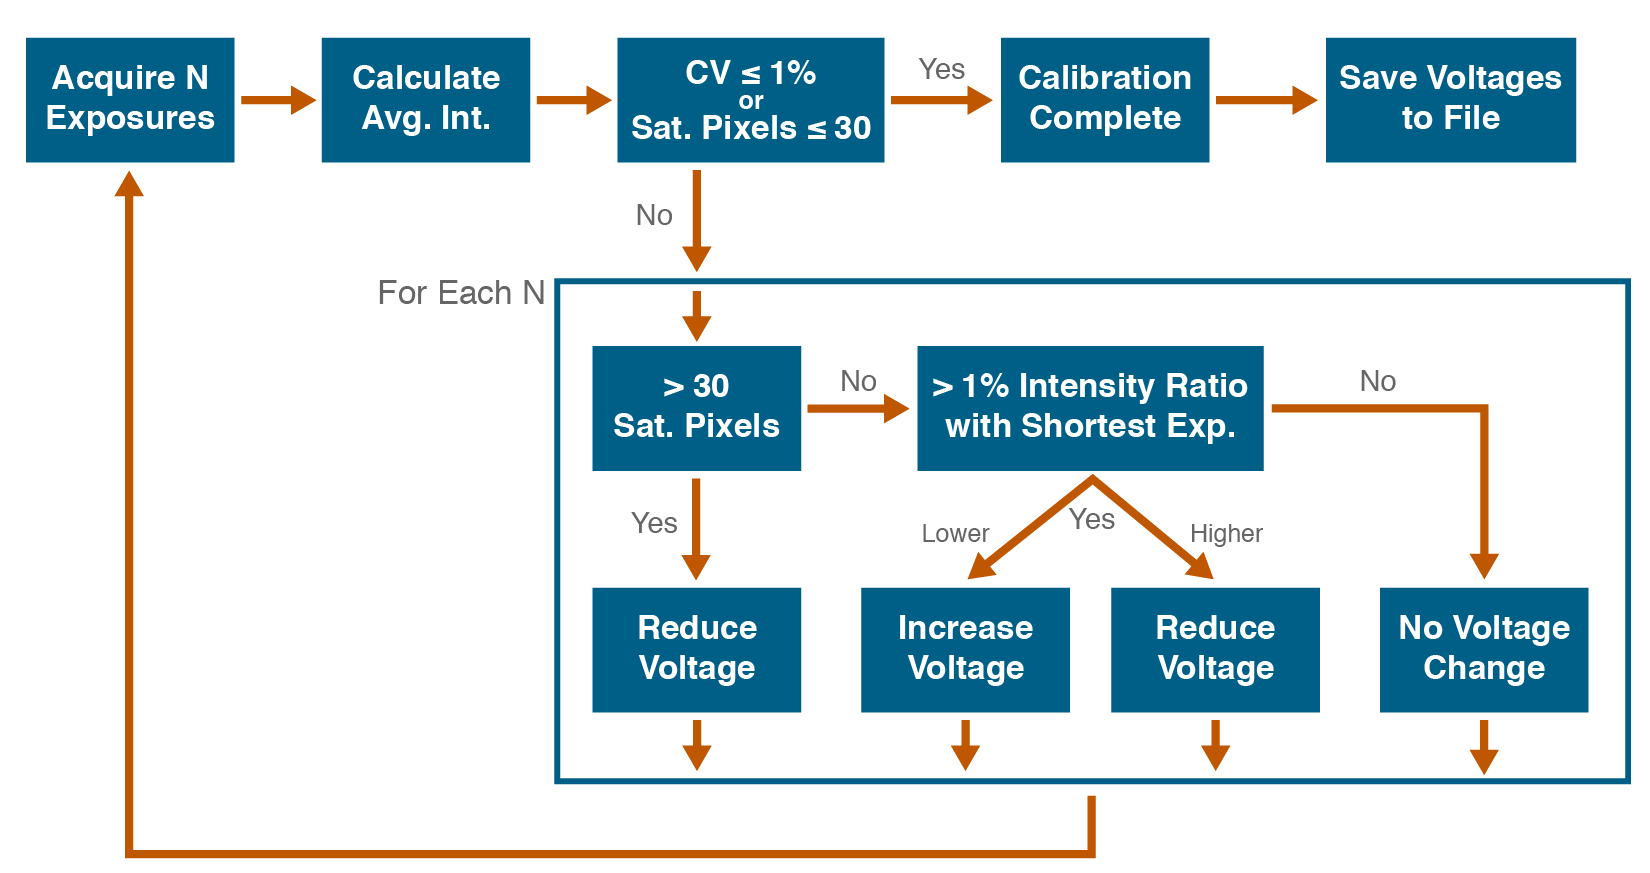 Acquire N
Exposures
Calculate
Avg. Int.
CV ≤ 1%
or
Sat. Pixels ≤ 30
Yes
Calibration
Complete
Save Voltages
to File
No
For Each N
> 30
Sat. Pixels
No
> 1% Intensity Ratio
with Shortest Exp.
No
Yes
Lower
Yes
Higher
Reduce
Voltage
Increase
Voltage
Reduce
Voltage
No Voltage
Change